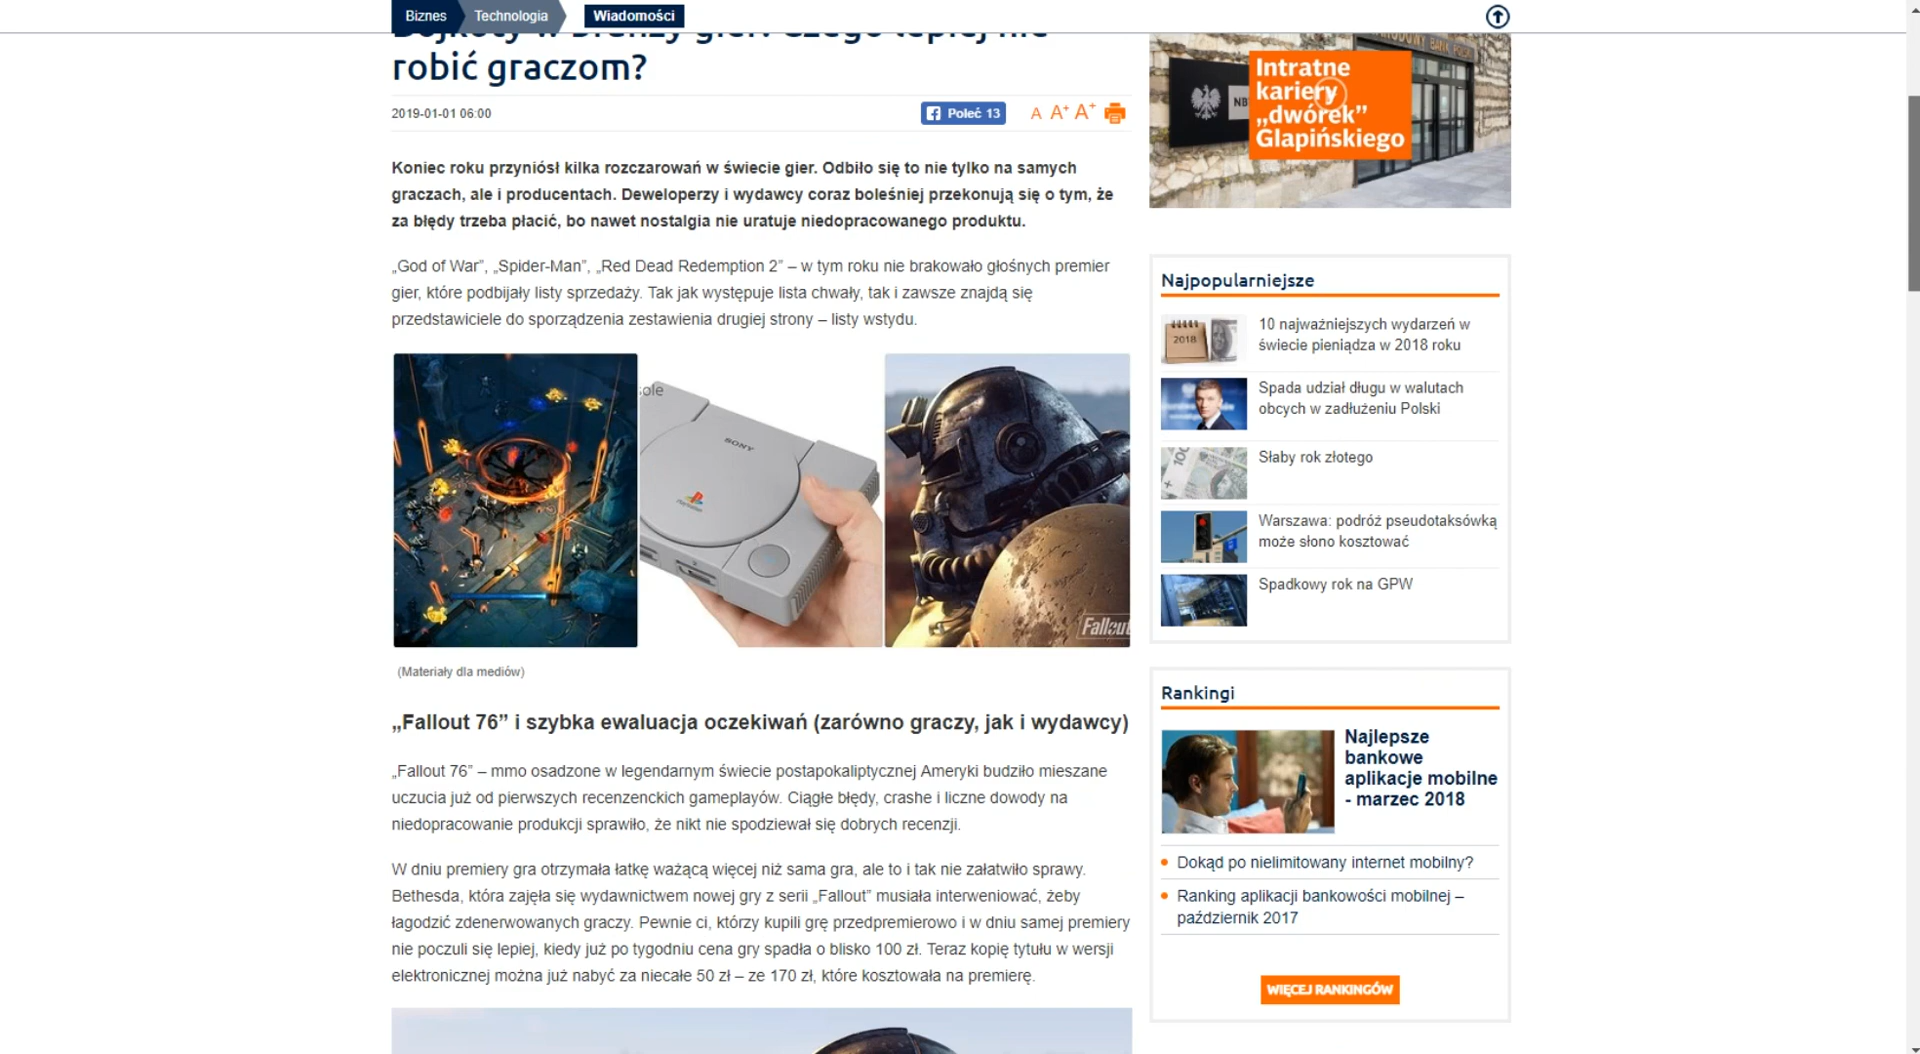 Biznes Technologia Wiadomości
robić graczom?
2019-01-01 06:00
Poleć 13
A A+ A+
Koniec roku przyniósł kilka rozczarowań w świecie gier. Odbiło się to nie tylko na samych
graczach, ale i producentach. Deweloperzy i wydawcy coraz boleśniej przekonują się o tym, że
za błędy trzeba płacić, bo nawet nostalgia nie uratuje niedopracowanego produktu.
„God of War”, „Spider-Man”, „Red Dead Redemption 2” – w tym roku nie brakowało głośnych premier
gier, które podbijały listy sprzedaży. Tak jak występuje lista chwały, tak i zawsze znajdą się
przedstawiciele do sporządzenia zestawienia drugiej strony – listy wstydu.
SONY
PlayStation
Fallout
(Materiały dla mediów)
„Fallout 76” i szybka ewaluacja oczekiwań (zarówno graczy, jak i wydawcy)
„Fallout 76” – mmo osadzone w legendarnym świecie postapokaliptycznej Ameryki budziło mieszane
uczucia już od pierwszych recenzenckich gameplayów. Ciągłe błędy, crashe i liczne dowody na
niedopracowanie produkcji sprawiło, że nikt nie spodziewał się dobrych recenzji.
W dniu premiery gra otrzymała łatkę ważącą więcej niż sama gra, ale to i tak nie załatwiło sprawy.
Bethesda, która zajęła się wydawnictwem nowej gry z serii „Fallout” musiała interweniować, żeby
łagodzić zdenerwowanych graczy. Pewnie ci, którzy kupili grę przedpremierowo i w dniu samej premiery
nie poczuli się lepiej, kiedy już po tygodniu cena gry spadła o blisko 100 zł. Teraz kopię tytułu w wersji
elektronicznej można już nabyć za niecałe 50 zł – ze 170 zł, które kosztowała na premierę.
Intratne
kariery
„dwórek”
Glapińskiego
Najpopularniejsze
2018
10 najważniejszych wydarzeń w
świecie pieniądza w 2018 roku
Spada udział długu w walutach
obcych w zadłużeniu Polski
Słaby rok złotego
Warszawa: podróż pseudotaksówką
może słono kosztować
Spadkowy rok na GPW
Rankingi
Najlepsze
bankowe
aplikacje mobilne
- marzec 2018
Dokąd po nielimitowany internet mobilny?
Ranking aplikacji bankowości mobilnej –
październik 2017
WIĘCEJ RANKINGÓW